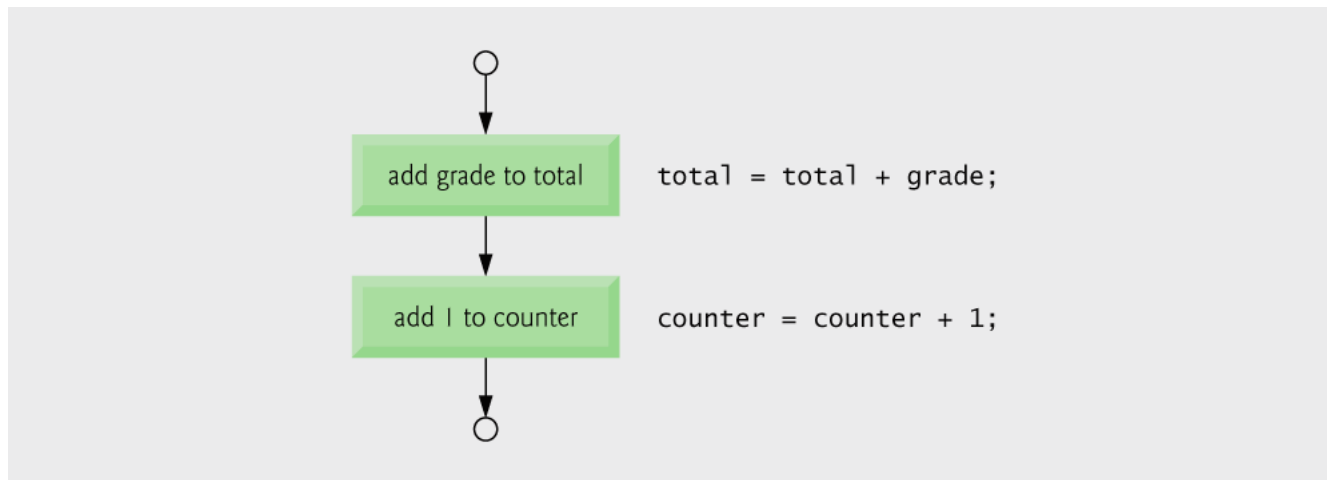 add grade to total
total = total + grade;
add 1 to counter
counter = counter + 1;